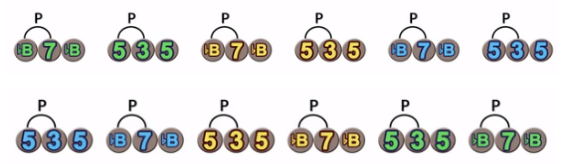 P P P P P P
♭B 7 ♭B 5 3 5 ♭B 7 ♭B 5 3 5 ♭B 7 ♭B 5 3 5
P P P P P P
5 3 5 ♭B 7 ♭B 5 3 5 ♭B 7 ♭B 5 3 5 ♭B 7 ♭B